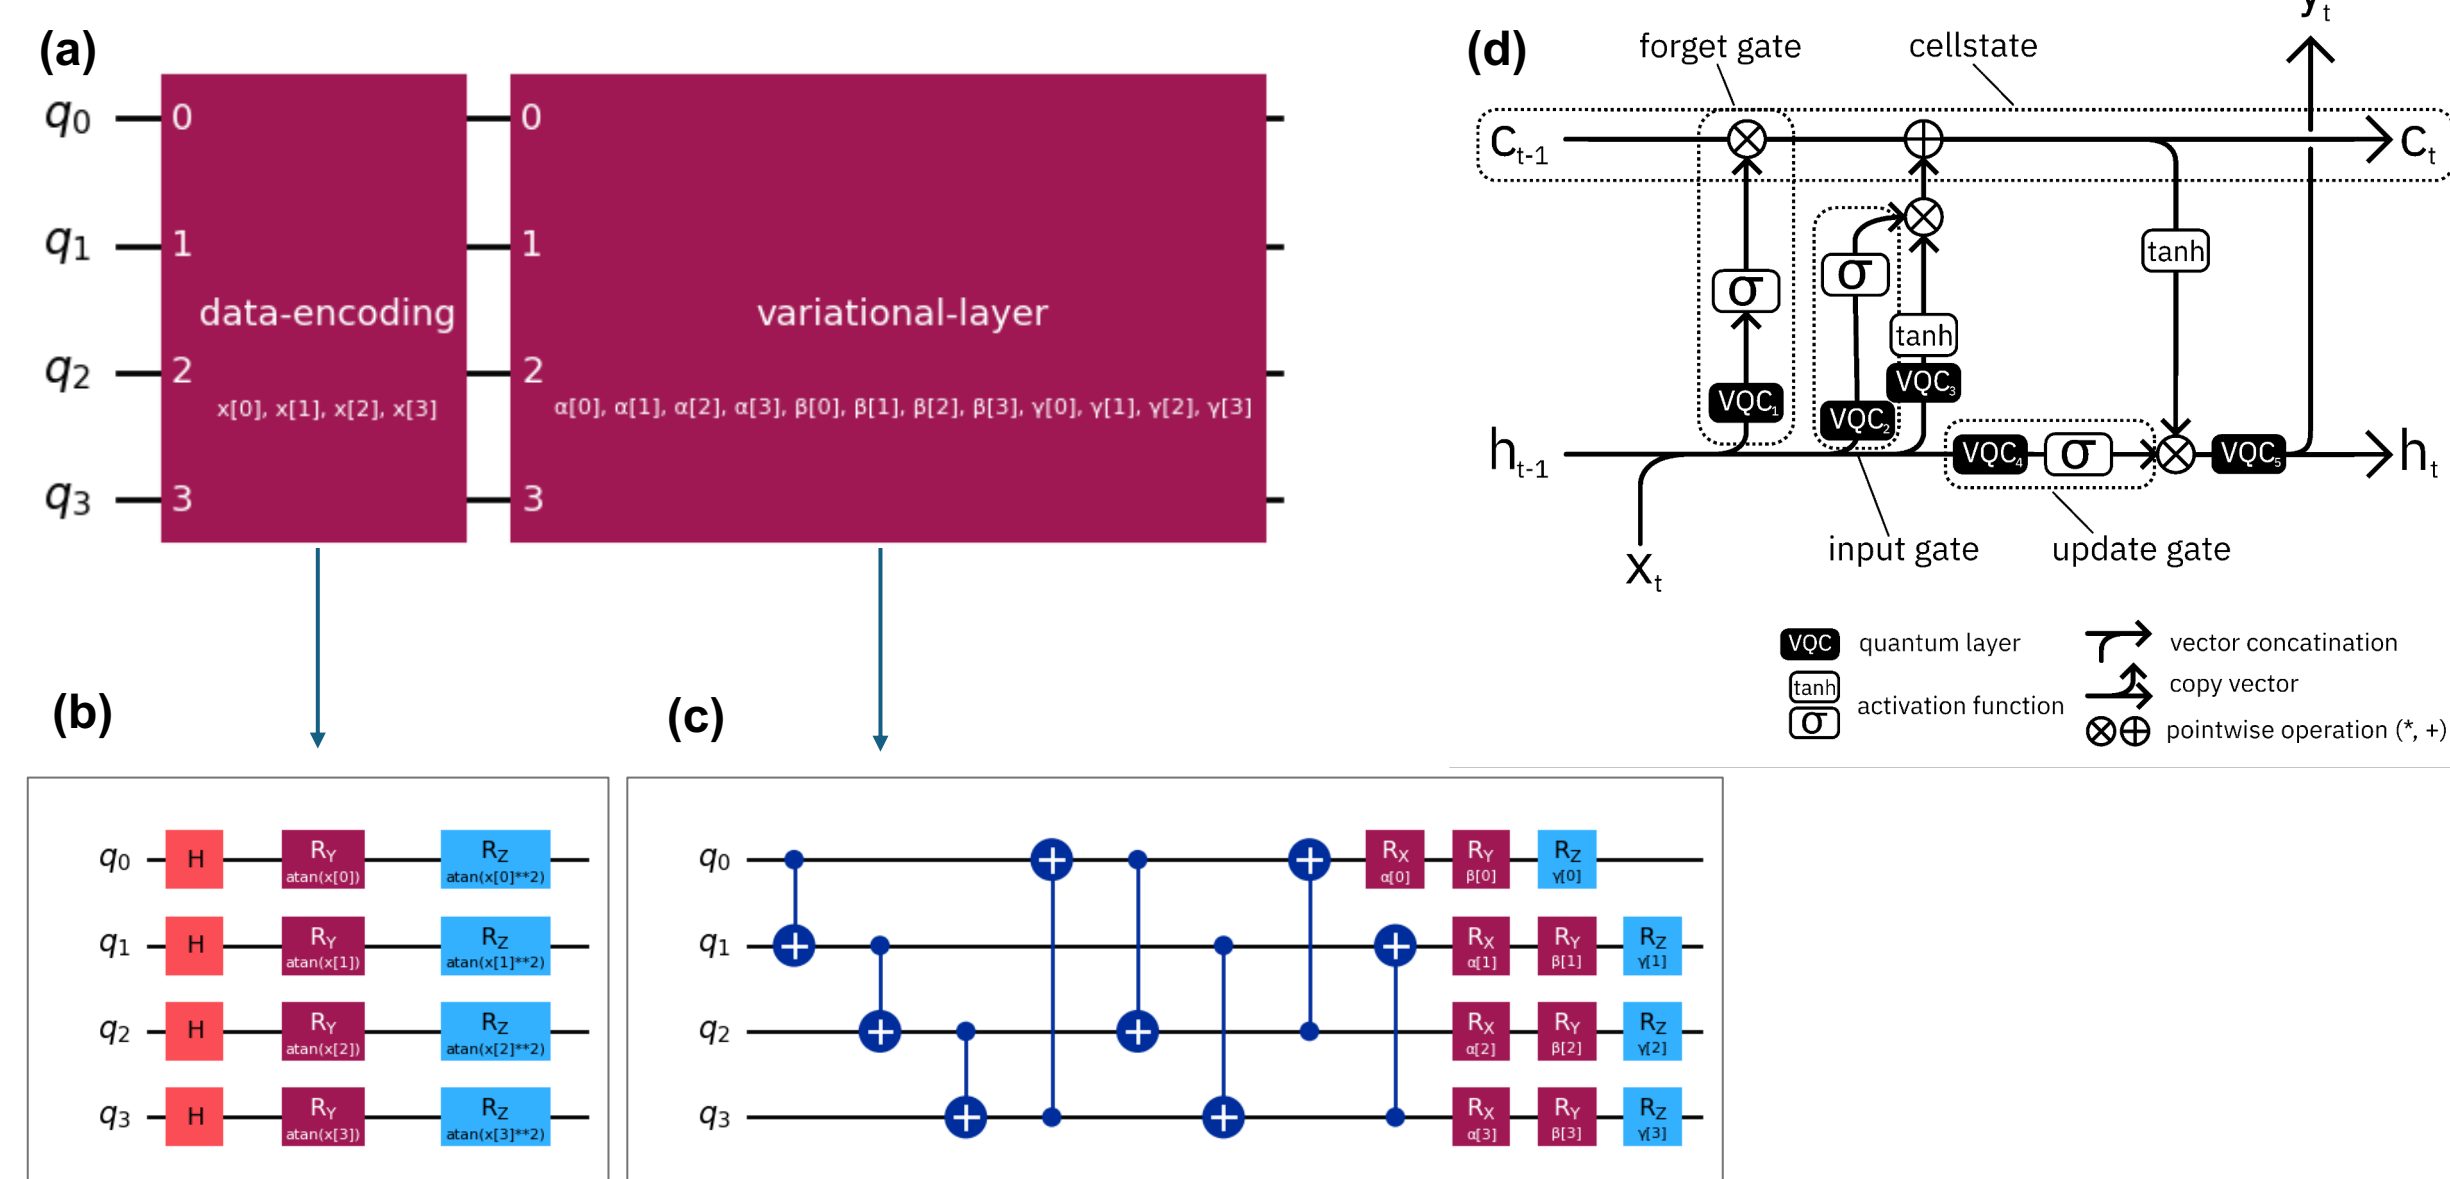 (a)
q0 0 0
q1 1 1
data-encoding variational-layer
q2 2 2
x[0], x[1], x[2], x[3] α[0], α[1], α[2], α[3], β[0], β[1], β[2], β[3], γ[0], γ[1], γ[2], γ[3]
q3 3 3
(b)
q0 H RY atan(x[0]) RZ atan(x[0]**2)
q1 H RY atan(x[1]) RZ atan(x[1]**2)
q2 H RY atan(x[2]) RZ atan(x[2]**2)
q3 H RY atan(x[3]) RZ atan(x[3]**2)
(c)
q0 RX α[0] RY β[0] RZ γ[0]
q1 RX α[1] RY β[1] RZ γ[1]
q2 RX α[2] RY β[2] RZ γ[2]
q3 RX α[3] RY β[3] RZ γ[3]
(d)
yt
forget gate cellstate
Ct-1 Ct
σ σ tanh tanh
VQC1 VQC2 VQC3
ht-1 VQC4 σ VQC5 ht
input gate update gate
xt
VQC quantum layer vector concatination
tanh copy vector
σ activation function
pointwise operation (*, +)